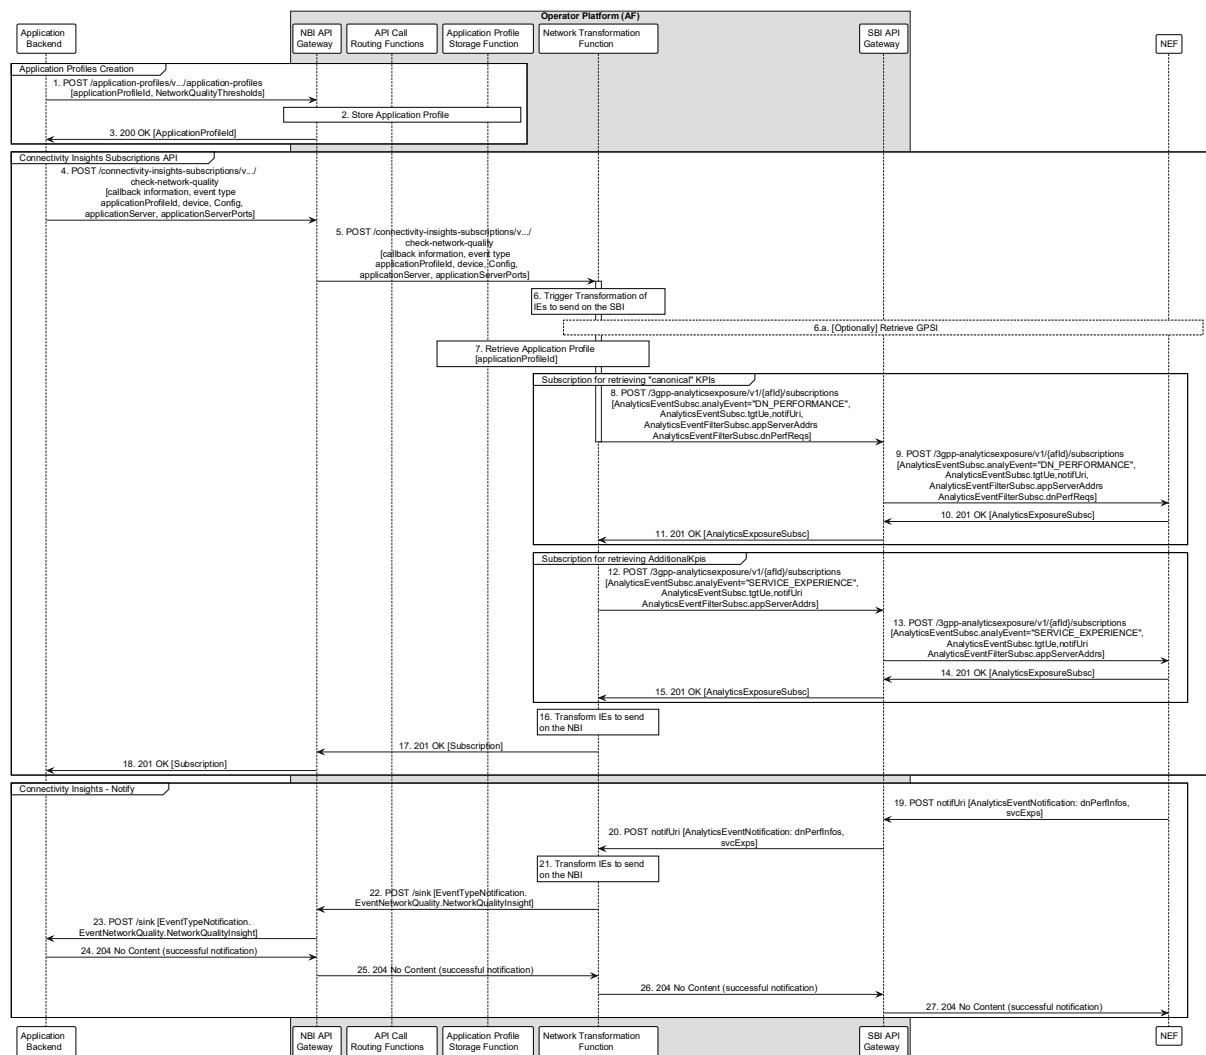 Operator Platform (AF)
Application
Backend
NBI API
Gateway
API Call
Routing Functions
Application Profile
Storage Function
Network Transformation
Function
SBI API
Gateway
NEF
Application Profiles Creation
1. POST /application-profiles/v.../application-profiles
[applicationProfileId, NetworkQualityThresholds]
2. Store Application Profile
3. 200 OK [ApplicationProfileId]
Connectivity Insights Subscriptions API
4. POST /connectivity-insights-subscriptions/v.../
check-network-quality
[callback information, event type
applicationProfileId, device, Config,
applicationServer, applicationServerPorts]
5. POST /connectivity-insights-subscriptions/v.../
check-network-quality
[callback information, event type
applicationProfileId, device, Config,
applicationServer, applicationServerPorts]
6. Trigger Transformation of
IEs to send on the SBI
6.a. [Optionally] Retrieve GPSI
7. Retrieve Application Profile
[applicationProfileId]
Subscription for retrieving "canonical" KPIs
8. POST /3gpp-analyticsexposure/v1/{afId}/subscriptions
[AnalyticsEventSubsc.analyEvent="DN_PERFORMANCE",
AnalyticsEventSubsc.tgtUe,notifUri,
AnalyticsEventFilterSubsc.appServerAddrs
AnalyticsEventFilterSubsc.dnPerfReqs]
9. POST /3gpp-analyticsexposure/v1/{afId}/subscriptions
[AnalyticsEventSubsc.analyEvent="DN_PERFORMANCE",
AnalyticsEventSubsc.tgtUe,notifUri,
AnalyticsEventFilterSubsc.appServerAddrs
AnalyticsEventFilterSubsc.dnPerfReqs]
10. 201 OK [AnalyticsExposureSubsc]
11. 201 OK [AnalyticsExposureSubsc]
Subscription for retrieving AdditionalKpis
12. POST /3gpp-analyticsexposure/v1/{afId}/subscriptions
[AnalyticsEventSubsc.analyEvent="SERVICE_EXPERIENCE",
AnalyticsEventSubsc.tgtUe,notifUri
AnalyticsEventFilterSubsc.appServerAddrs]
13. POST /3gpp-analyticsexposure/v1/{afId}/subscriptions
[AnalyticsEventSubsc.analyEvent="SERVICE_EXPERIENCE",
AnalyticsEventSubsc.tgtUe,notifUri
AnalyticsEventFilterSubsc.appServerAddrs]
14. 201 OK [AnalyticsExposureSubsc]
15. 201 OK [AnalyticsExposureSubsc]
16. Transform IEs to send
on the NBI
17. 201 OK [Subscription]
18. 201 OK [Subscription]
Connectivity Insights - Notify
19. POST notifUri [AnalyticsEventNotification: dnPerfInfos,
svcExps]
20. POST notifUri [AnalyticsEventNotification: dnPerfInfos,
svcExps]
21. Transform IEs to send
on the NBI
22. POST /sink [EventTypeNotification.
EventNetworkQuality.NetworkQualityInsight]
23. POST /sink [EventTypeNotification.
EventNetworkQuality.NetworkQualityInsight]
24. 204 No Content (successful notification)
25. 204 No Content (successful notification)
26. 204 No Content (successful notification)
27. 204 No Content (successful notification)
Application
Backend
NBI API
Gateway
API Call
Routing Functions
Application Profile
Storage Function
Network Transformation
Function
SBI API
Gateway
NEF